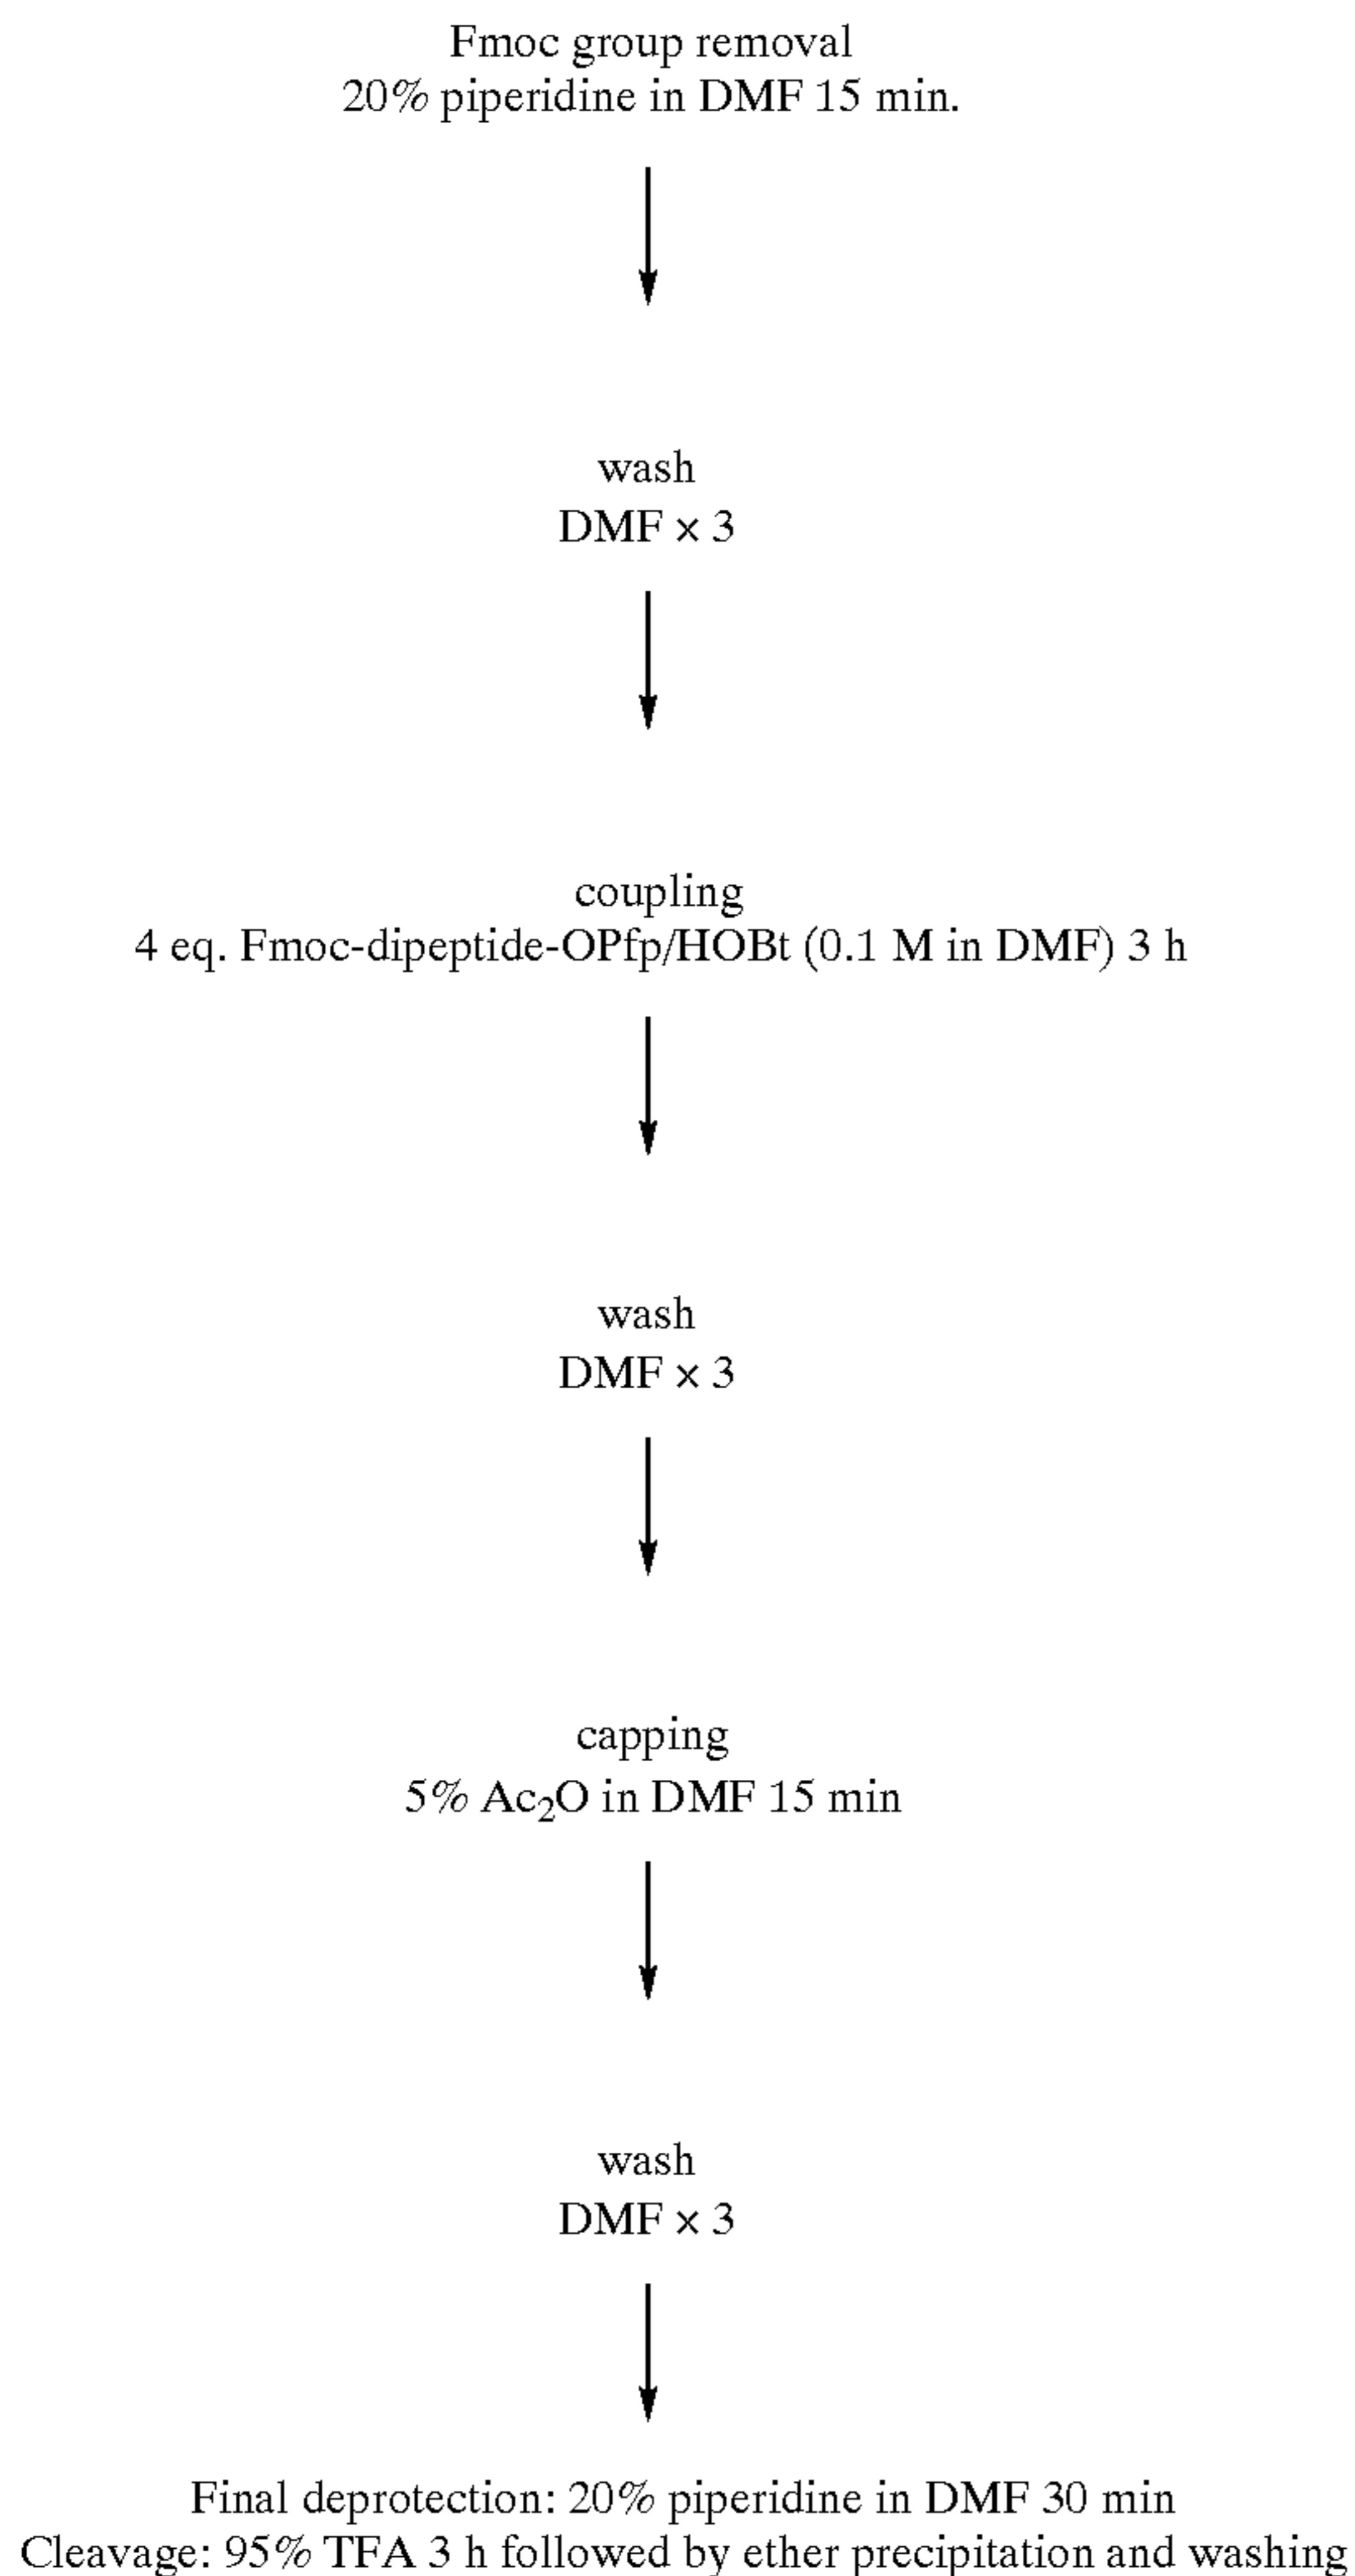 Fmoc group removal
20% piperidine in DMF 15 min.
wash
DMF × 3
coupling
4 eq. Fmoc-dipeptide-OPfp/HOBt (0.1 M in DMF) 3 h
wash
DMF × 3
capping
5% Ac₂O in DMF 15 min
wash
DMF × 3
Final deprotection: 20% piperidine in DMF 30 min
Cleavage: 95% TFA 3 h followed by ether precipitation and washing